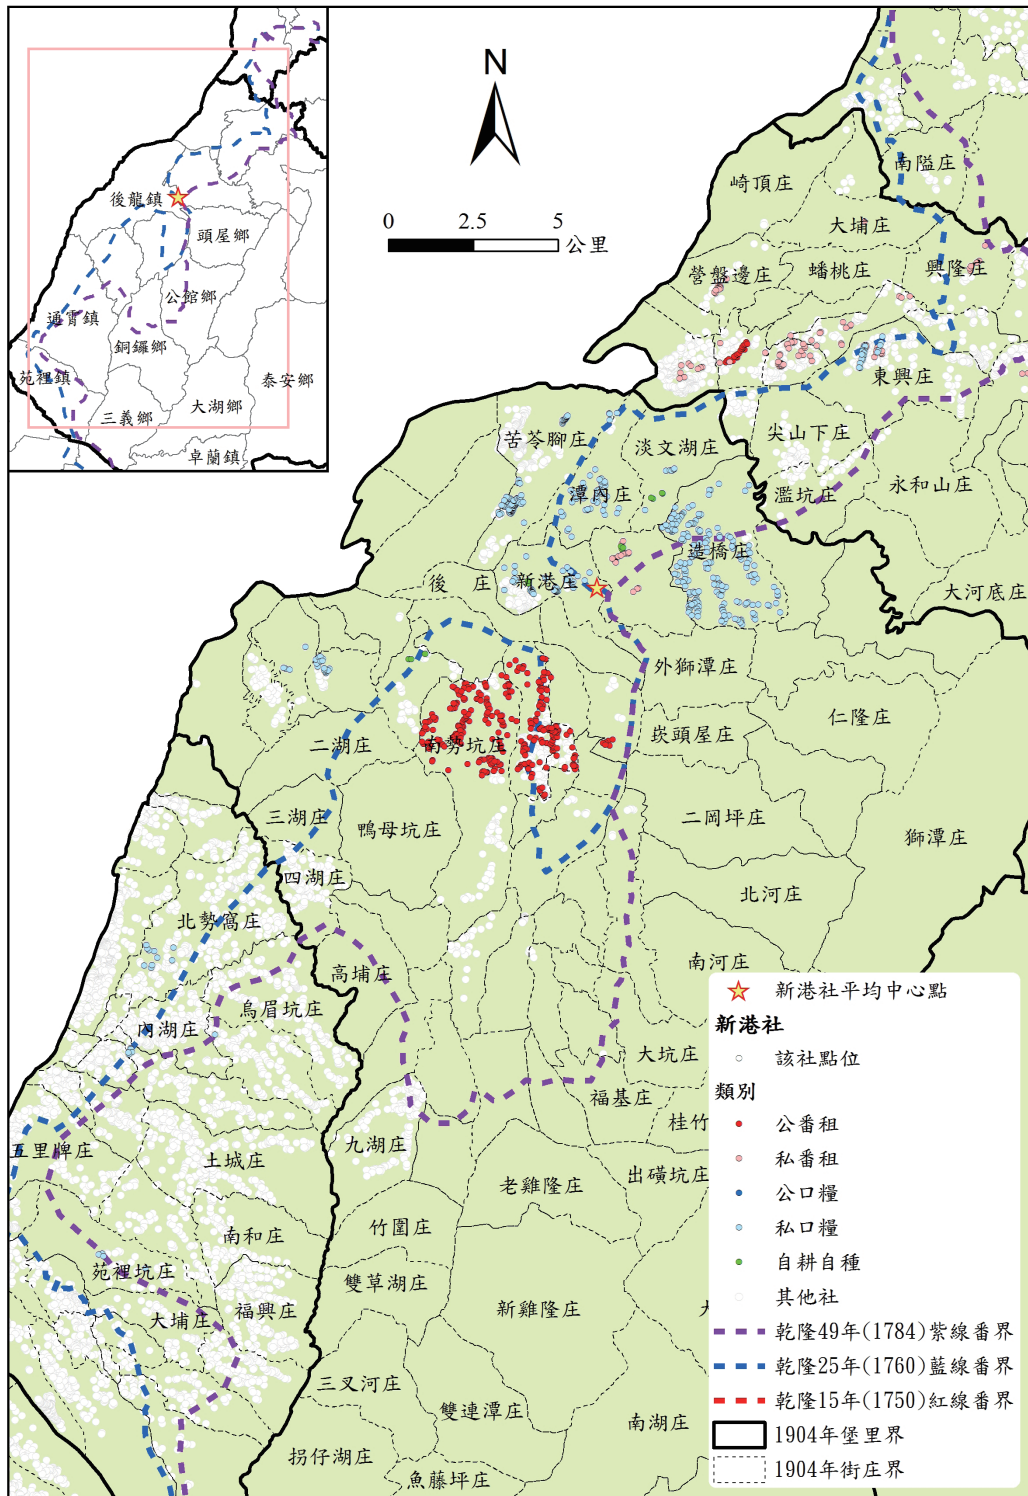 後龍鎮
頭屋鄉
公館鄉
通霄鎮
銅鑼鄉
苑裡鎮
泰安鄉
大湖鄉
三義鄉
卓蘭鎮
N
0 2.5 5
公里
南隘庄
崎頂庄
大埔庄
營盤邊庄
蟠桃庄
興隆庄
東興庄
苦苓腳庄
淡文湖庄
尖山下庄
潭內庄
濫坑庄
永和山庄
造橋庄
後 庄
新港庄
大河底庄
外獅潭庄
仁隆庄
二湖庄
南勢坑庄
崁頭屋庄
三湖庄
鴨母坑庄
二岡坪庄
獅潭庄
四湖庄
北河庄
北勢窩庄
高埔庄
南河庄
烏眉坑庄
內湖庄
大坑庄
福基庄
桂竹
五里牌庄
土城庄
九湖庄
老雞隆庄
出磺坑庄
南和庄
竹圍庄
苑裡坑庄
雙草湖庄
大埔庄
福興庄
新雞隆庄
三叉河庄
雙連潭庄
南湖庄
拐仔湖庄
魚藤坪庄
新港社平均中心點
新港社
該社點位
類別
公番租
私番租
公口糧
私口糧
自耕自種
其他社
乾隆49年(1784)紫線番界
乾隆25年(1760)藍線番界
乾隆15年(1750)紅線番界
1904年堡里界
1904年街庄界